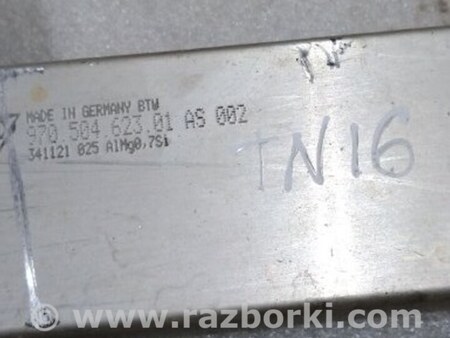 MADE IN GERMANY BTW
970.504.623.01 AS 002
341121 025 AlMg0,7Si
TN16
www.razborki.com